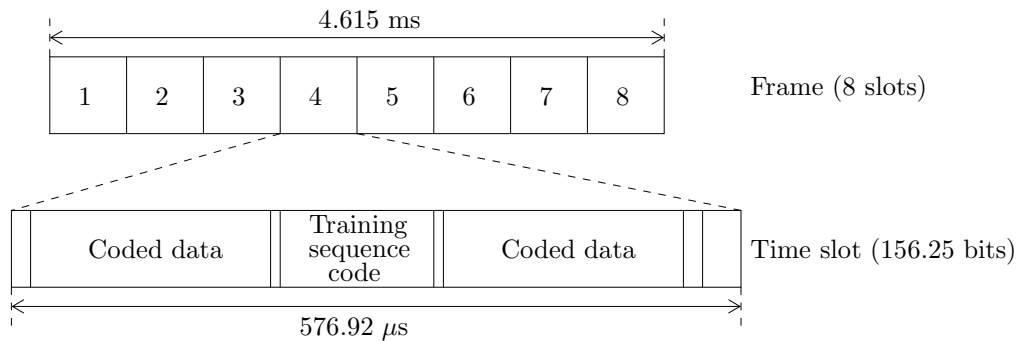 4.615 ms
1 2 3 4 5 6 7 8
Frame (8 slots)
Coded data
Training
sequence
code
Coded data
Time slot (156.25 bits)
576.92 μs